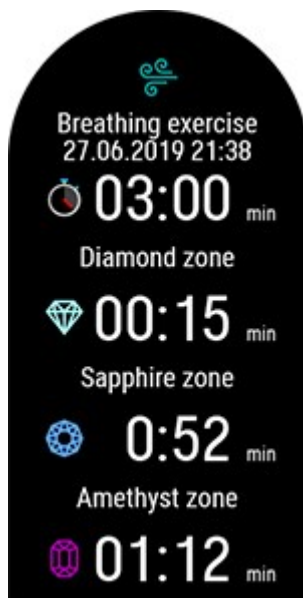 Breathing exercise
27.06.2019 21:38
03:00 min
Diamond zone
00:15 min
Sapphire zone
0:52 min
Amethyst zone
01:12 min